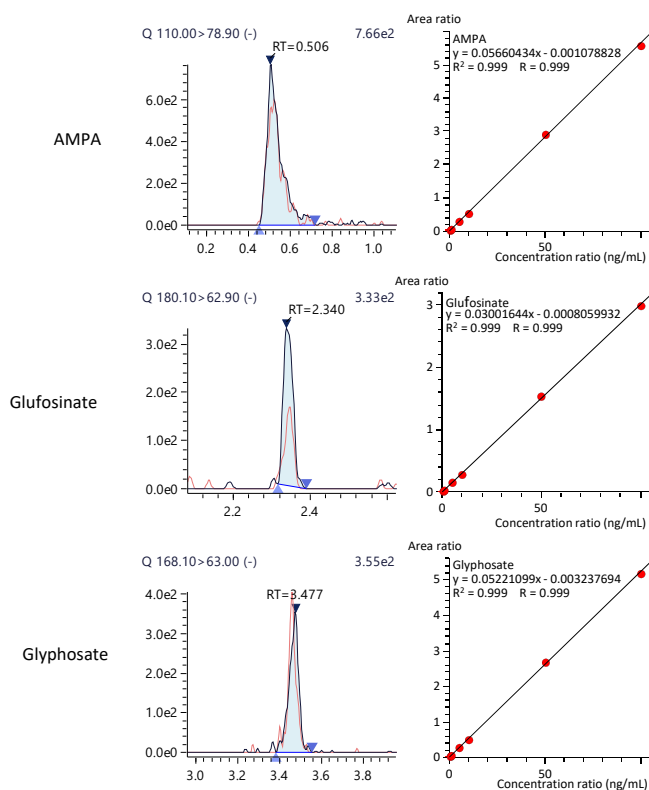 AMPA
Q 110.00>78.90 (-) 7.66e2
RT=0.506
6.0e2
4.0e2
2.0e2
0.0e0
0.2 0.4 0.6 0.8 1.0
Area ratio
AMPA
y = 0.05660434x - 0.001078828
R² = 0.999 R = 0.999
5
4
3
2
1
0
0 50
Concentration ratio (ng/mL)
Glufosinate
Q 180.10>62.90 (-) 3.33e2
RT=2.340
3.0e2
2.0e2
1.0e2
0.0e0
2.2 2.4
Area ratio
Glufosinate
y = 0.03001644x - 0.0008059932
R² = 0.999 R = 0.999
3
2
1
0
0 50
Concentration ratio (ng/mL)
Glyphosate
Q 168.10>63.00 (-) 3.55e2
RT=3.477
4.0e2
3.0e2
2.0e2
1.0e2
0.0e0
3.0 3.2 3.4 3.6 3.8
Area ratio
Glyphosate
y = 0.05221099x - 0.003237694
R² = 0.999 R = 0.999
5
4
3
2
1
0
0 50
Concentration ratio (ng/mL)